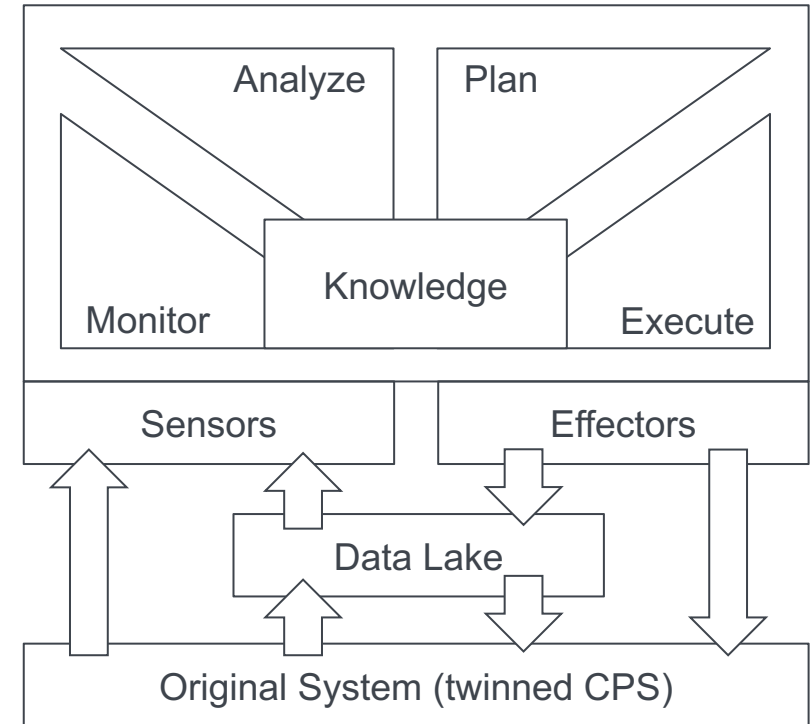 Analyze
Plan
Knowledge
Monitor
Execute
Sensors
Effectors
Data Lake
Original System (twinned CPS)